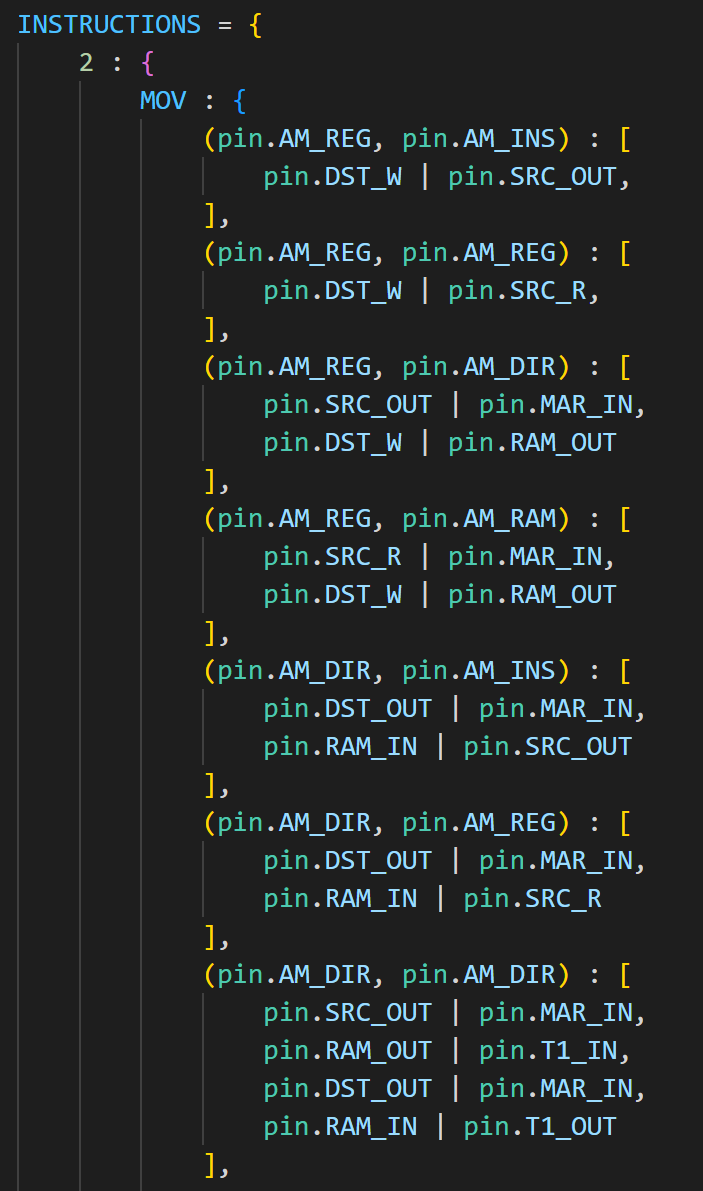 INSTRUCTIONS = {
    2 : {
        MOV : {
            (pin.AM_REG, pin.AM_INS) : [
                pin.DST_W | pin.SRC_OUT,
            ],
            (pin.AM_REG, pin.AM_REG) : [
                pin.DST_W | pin.SRC_R,
            ],
            (pin.AM_REG, pin.AM_DIR) : [
                pin.SRC_OUT | pin.MAR_IN,
                pin.DST_W | pin.RAM_OUT
            ],
            (pin.AM_REG, pin.AM_RAM) : [
                pin.SRC_R | pin.MAR_IN,
                pin.DST_W | pin.RAM_OUT
            ],
            (pin.AM_DIR, pin.AM_INS) : [
                pin.DST_OUT | pin.MAR_IN,
                pin.RAM_IN | pin.SRC_OUT
            ],
            (pin.AM_DIR, pin.AM_REG) : [
                pin.DST_OUT | pin.MAR_IN,
                pin.RAM_IN | pin.SRC_R
            ],
            (pin.AM_DIR, pin.AM_DIR) : [
                pin.SRC_OUT | pin.MAR_IN,
                pin.RAM_OUT | pin.T1_IN,
                pin.DST_OUT | pin.MAR_IN,
                pin.RAM_IN | pin.T1_OUT
            ],